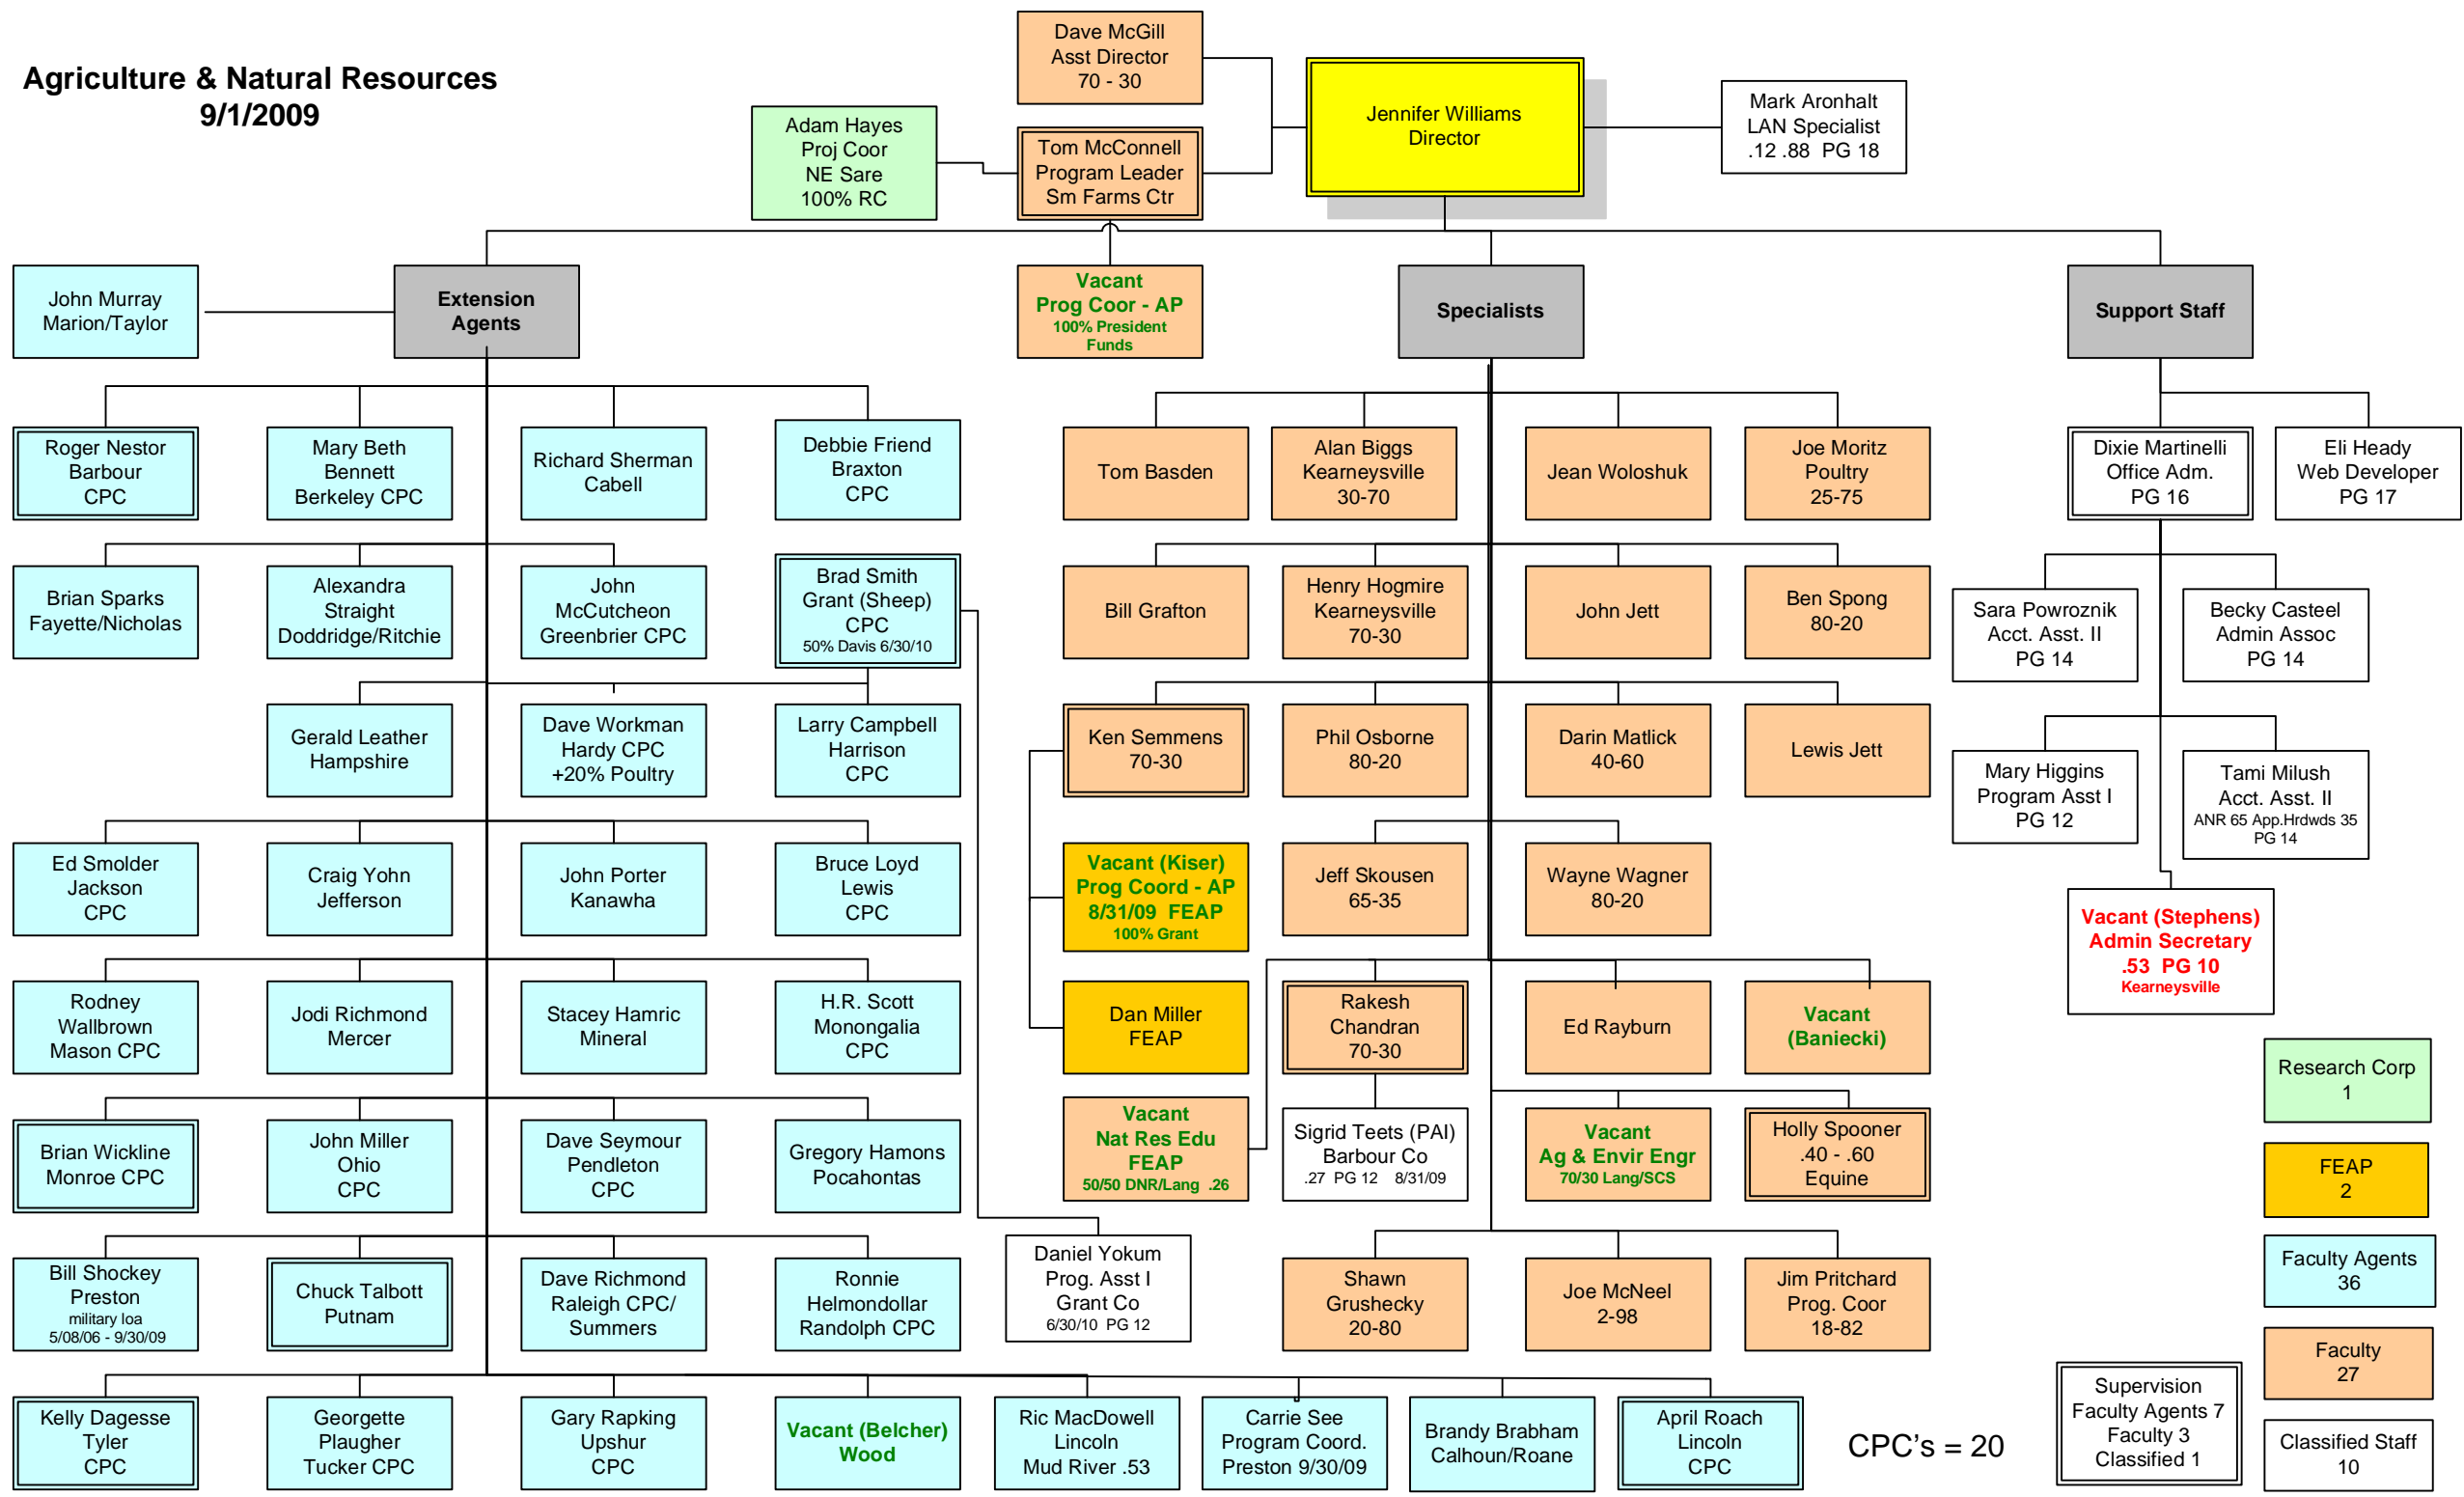 Agriculture & Natural Resources
9/1/2009
Dave McGill
Asst Director
70 - 30
Adam Hayes
Proj Coor
NE Sare
100% RC
Tom McConnell
Program Leader
Sm Farms Ctr
Jennifer Williams
Director
Mark Aronhalt
LAN Specialist
.12 .88 PG 18
John Murray
Marion/Taylor
Extension
Agents
Vacant
Prog Coor - AP
100% President
Funds
Specialists
Support Staff
Roger Nestor
Barbour
CPC
Mary Beth
Bennett
Berkeley CPC
Richard Sherman
Cabell
Debbie Friend
Braxton
CPC
Tom Basden
Alan Biggs
Kearneysville
30-70
Jean Woloshuk
Joe Moritz
Poultry
25-75
Dixie Martinelli
Office Adm.
PG 16
Eli Heady
Web Developer
PG 17
Brian Sparks
Fayette/Nicholas
Alexandra
Straight
Doddridge/Ritchie
John
McCutcheon
Greenbrier CPC
Brad Smith
Grant (Sheep)
CPC
50% Davis 6/30/10
Bill Grafton
Henry Hogmire
Kearneysville
70-30
John Jett
Ben Spong
80-20
Sara Powroznik
Acct. Asst. II
PG 14
Becky Casteel
Admin Assoc
PG 14
Gerald Leather
Hampshire
Dave Workman
Hardy CPC
+20% Poultry
Larry Campbell
Harrison
CPC
Ken Semmens
70-30
Phil Osborne
80-20
Darin Matlick
40-60
Lewis Jett
Mary Higgins
Program Asst I
PG 12
Tami Milush
Acct. Asst. II
ANR 65 App.Hrdwds 35
PG 14
Ed Smolder
Jackson
CPC
Craig Yohn
Jefferson
John Porter
Kanawha
Bruce Loyd
Lewis
CPC
Vacant (Kiser)
Prog Coord - AP
8/31/09 FEAP
100% Grant
Jeff Skousen
65-35
Wayne Wagner
80-20
Vacant (Stephens)
Admin Secretary
.53 PG 10
Kearneysville
Rodney
Wallbrown
Mason CPC
Jodi Richmond
Mercer
Stacey Hamric
Mineral
H.R. Scott
Monongalia
CPC
Dan Miller
FEAP
Rakesh
Chandran
70-30
Ed Rayburn
Vacant
(Baniecki)
Research Corp
1
Brian Wickline
Monroe CPC
John Miller
Ohio
CPC
Dave Seymour
Pendleton
CPC
Gregory Hamons
Pocahontas
Vacant
Nat Res Edu
FEAP
50/50 DNR/Lang .26
Sigrid Teets (PAI)
Barbour Co
.27 PG 12 8/31/09
Vacant
Ag & Envir Engr
70/30 Lang/SCS
Holly Spooner
.40 - .60
Equine
FEAP
2
Bill Shockey
Preston
military loa
5/08/06 - 9/30/09
Chuck Talbott
Putnam
Dave Richmond
Raleigh CPC/
Summers
Ronnie
Helmondollar
Randolph CPC
Daniel Yokum
Prog. Asst I
Grant Co
6/30/10 PG 12
Shawn
Grushecky
20-80
Joe McNeel
2-98
Jim Pritchard
Prog. Coor
18-82
Faculty Agents
36
Faculty
27
Kelly Dagesse
Tyler
CPC
Georgette
Plaugher
Tucker CPC
Gary Rapking
Upshur
CPC
Vacant (Belcher)
Wood
Ric MacDowell
Lincoln
Mud River .53
Carrie See
Program Coord.
Preston 9/30/09
Brandy Brabham
Calhoun/Roane
April Roach
Lincoln
CPC
CPC's = 20
Supervision
Faculty Agents 7
Faculty 3
Classified 1
Classified Staff
10